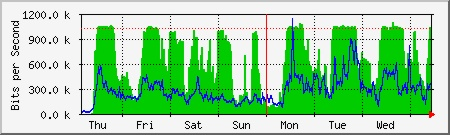 Bits per Second
1200.0 k
900.0 k
600.0 k
300.0 k
0.0 k
Thu Fri Sat Sun Mon Tue Wed